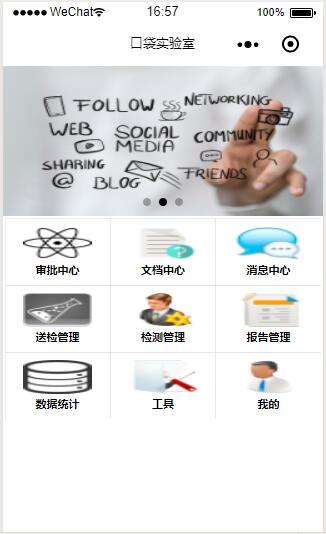 WeChat 16:57 100%
口袋实验室
FOLLOW NETWORKING
WEB SOCIAL MEDIA COMMUNITY
SHARING @ BLOG FRIENDS
审批中心 文档中心 消息中心
送检管理 检测管理 报告管理
数据统计 工具 我的